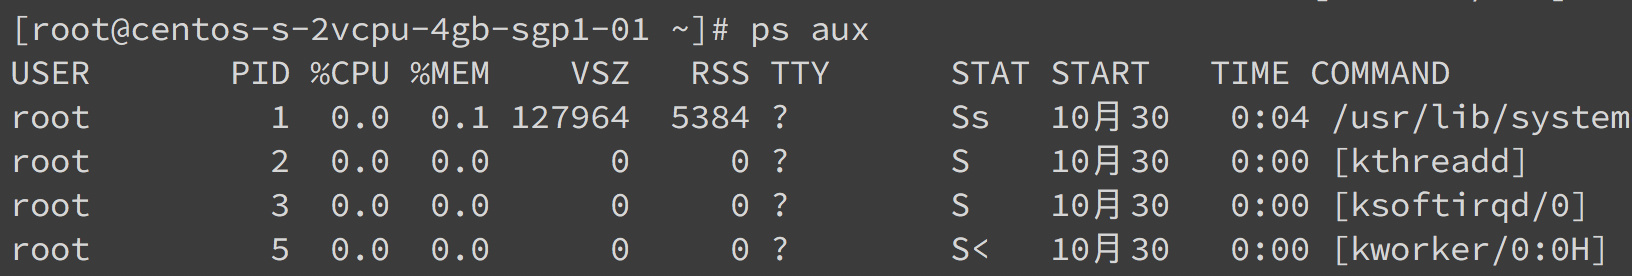 [root@centos-s-2vcpu-4gb-sgp1-01 ~]# ps aux
USER       PID %CPU %MEM    VSZ   RSS TTY      STAT START   TIME COMMAND
root         1  0.0  0.1 127964  5384 ?        Ss   10月30   0:04 /usr/lib/system
root         2  0.0  0.0      0     0 ?        S    10月30   0:00 [kthreadd]
root         3  0.0  0.0      0     0 ?        S    10月30   0:00 [ksoftirqd/0]
root         5  0.0  0.0      0     0 ?        S<   10月30   0:00 [kworker/0:0H]